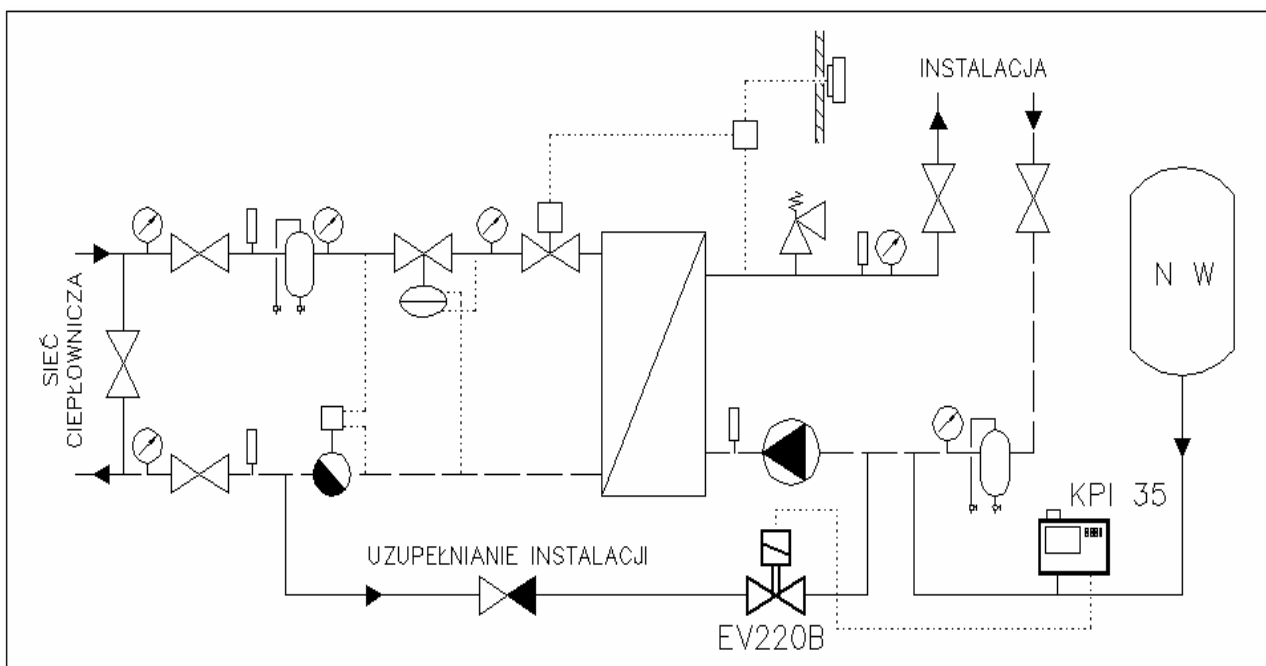 INSTALACJA
N W
SIEĆ
CIEPŁOWNICZA
KPI 35
UZUPEŁNIANIE INSTALACJI
EV220B